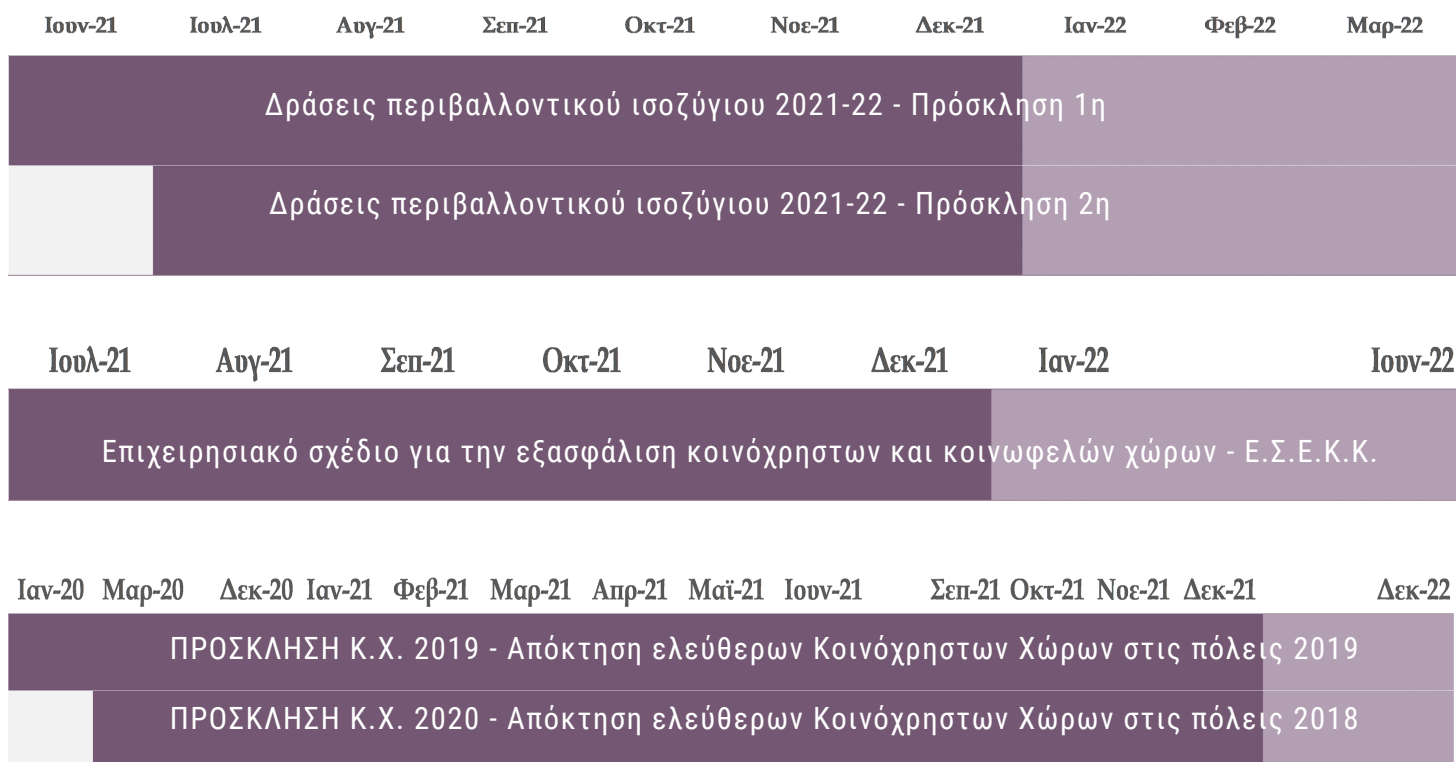 Ιουν-21 Ιουλ-21 Αυγ-21 Σεπ-21 Οκτ-21 Νοε-21 Δεκ-21 Ιαν-22 Φεβ-22 Μαρ-22
Δράσεις περιβαλλοντικού ισοζύγιου 2021-22 - Πρόσκληση 1η
Δράσεις περιβαλλοντικού ισοζύγιου 2021-22 - Πρόσκληση 2η
Ιουλ-21 Αυγ-21 Σεπ-21 Οκτ-21 Νοε-21 Δεκ-21 Ιαν-22 Ιουν-22
Επιχειρησιακό σχέδιο για την εξασφάλιση κοινόχρηστων και κοινωφελών χώρων - Ε.Σ.Ε.Κ.Κ.
Ιαν-20 Μαρ-20 Δεκ-20 Ιαν-21 Φεβ-21 Μαρ-21 Απρ-21 Μαϊ-21 Ιουν-21 Σεπ-21 Οκτ-21 Νοε-21 Δεκ-21 Δεκ-22
ΠΡΟΣΚΛΗΣΗ Κ.Χ. 2019 - Απόκτηση ελεύθερων Κοινόχρηστων Χώρων στις πόλεις 2019
ΠΡΟΣΚΛΗΣΗ Κ.Χ. 2020 - Απόκτηση ελεύθερων Κοινόχρηστων Χώρων στις πόλεις 2018